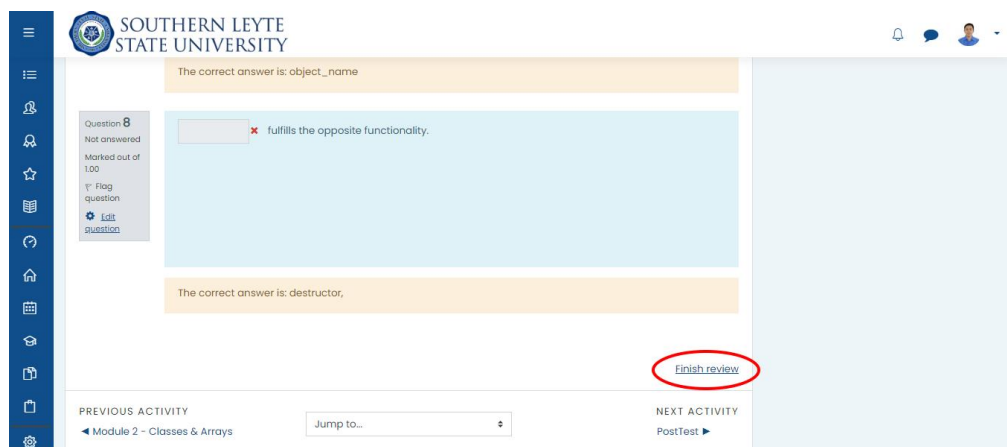 SOUTHERN LEYTE
STATE UNIVERSITY
The correct answer is: object_name
Question 8
Not answered
Marked out of
1.00
Flag
question
Edit
question
fulfills the opposite functionality.
The correct answer is: destructor,
Finish review
PREVIOUS ACTIVITY
◄ Module 2 - Classes & Arrays
Jump to...
NEXT ACTIVITY
PostTest ►